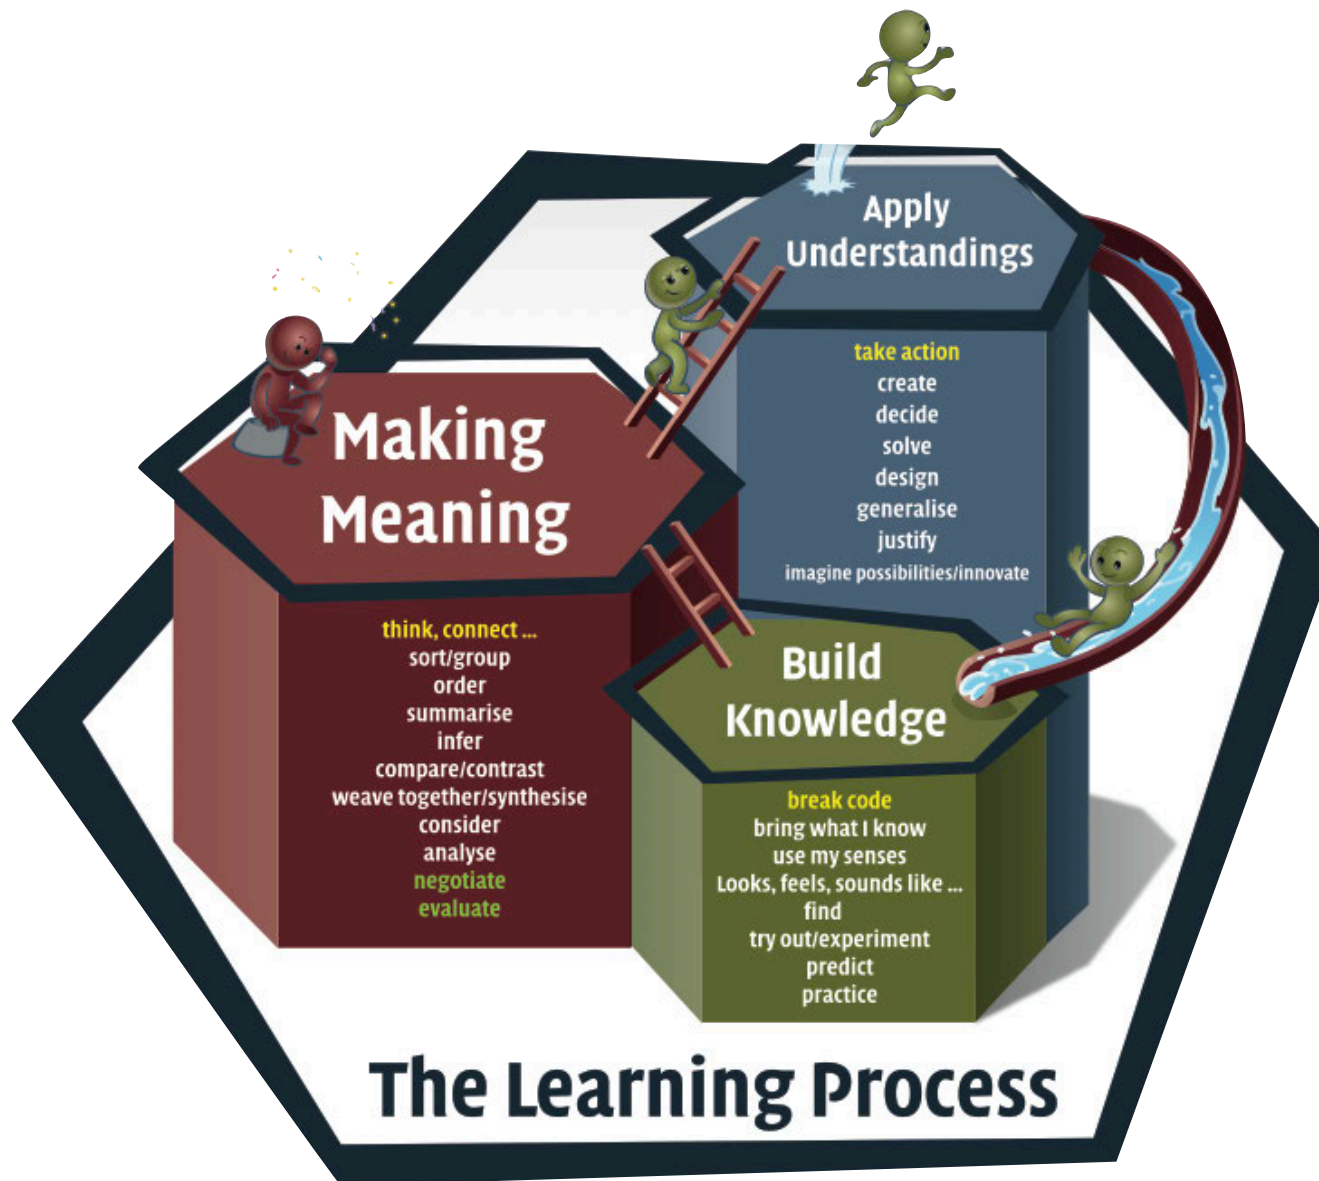 Apply
Understandings
take action
create
decide
solve
design
generalise
justify
imagine possibilities/innovate
Making
Meaning
think, connect ...
sort/group
order
summarise
infer
compare/contrast
weave together/synthesise
consider
analyse
negotiate
evaluate
Build
Knowledge
break code
bring what I know
use my senses
Looks, feels, sounds like ...
find
try out/experiment
predict
practice
The Learning Process